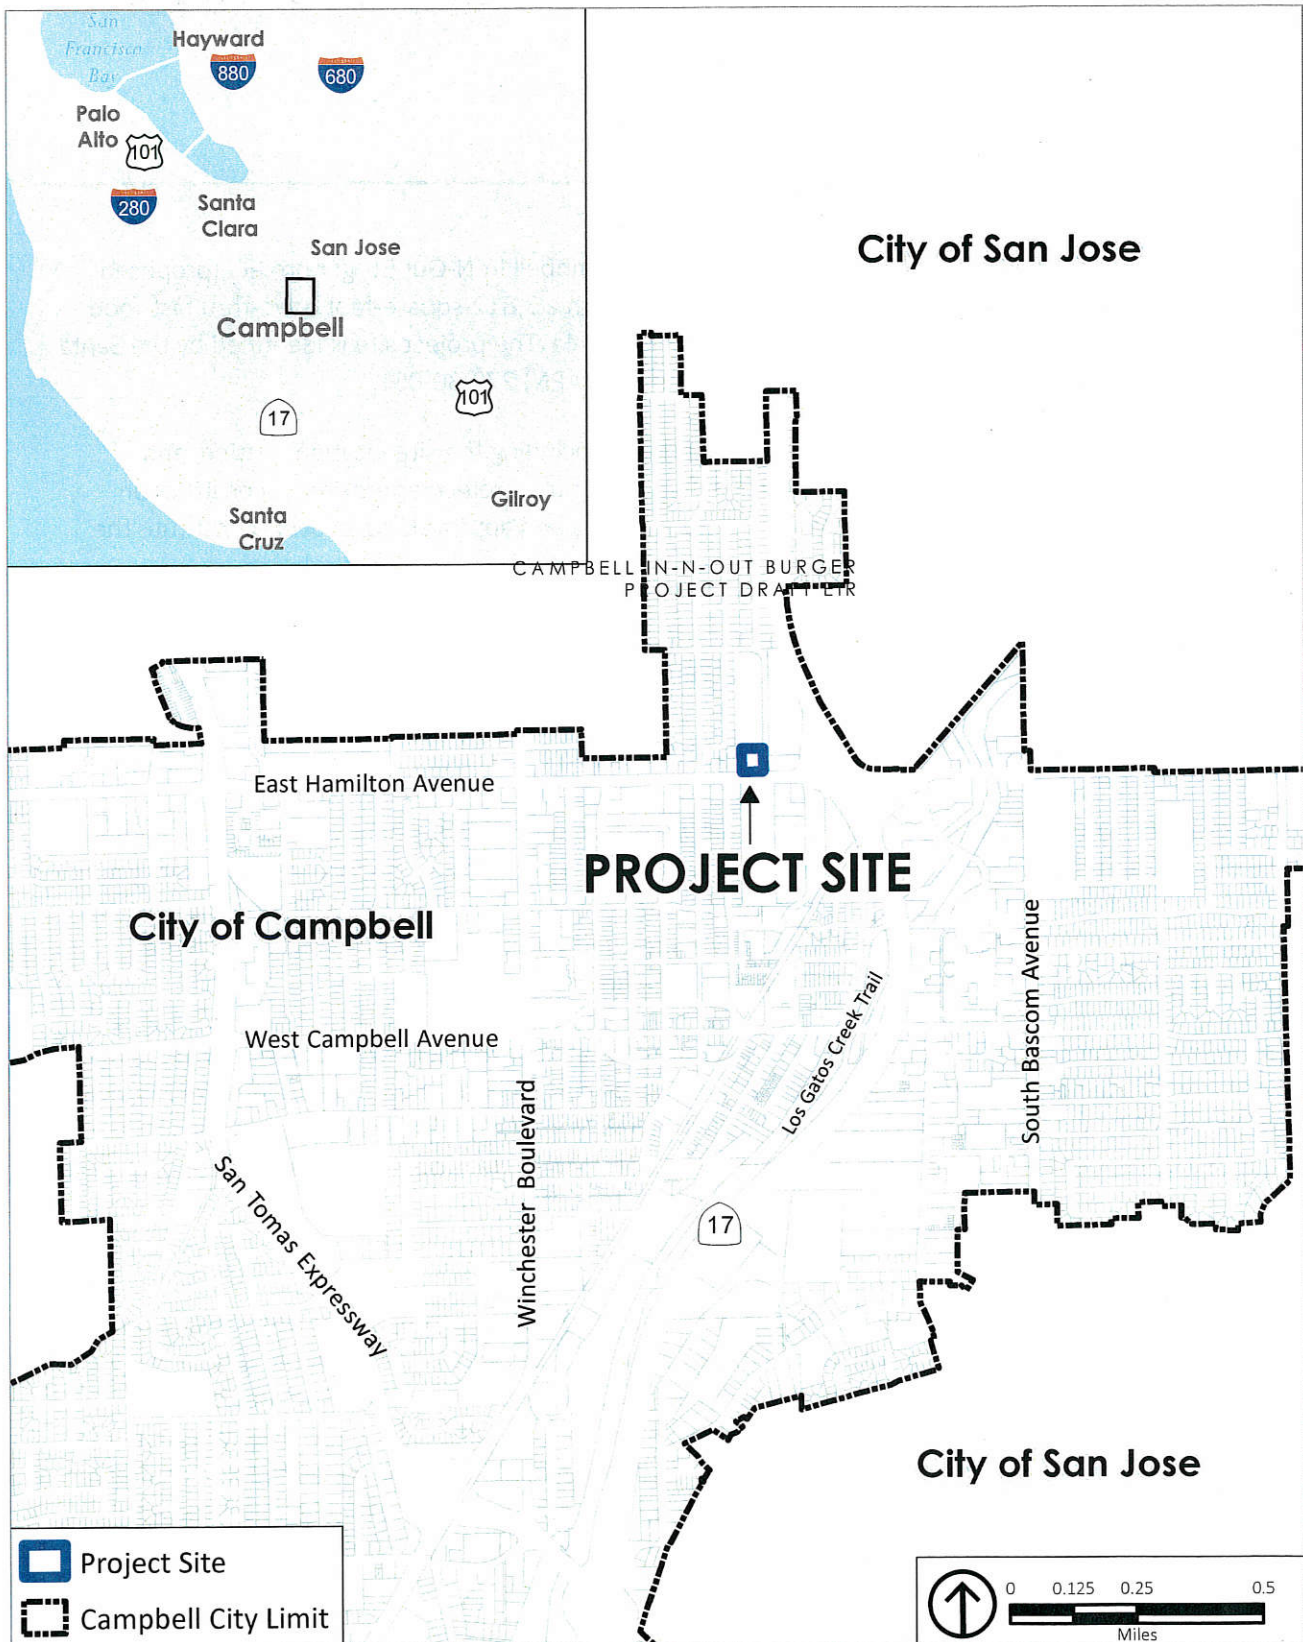 San
Francisco
Bay
Hayward
880
680
Palo
Alto
101
280
Santa
Clara
San Jose
Campbell
101
17
Gilroy
Santa
Cruz
City of San Jose
CAMPBELL IN-N-OUT BURGER
PROJECT DRAFT EIR
East Hamilton Avenue
PROJECT SITE
City of Campbell
West Campbell Avenue
Los Gatos Creek Trail
South Bascom Avenue
Winchester Boulevard
San Tomas Expressway
17
City of San Jose
Project Site
Campbell City Limit
0 0.125 0.25 0.5
Miles